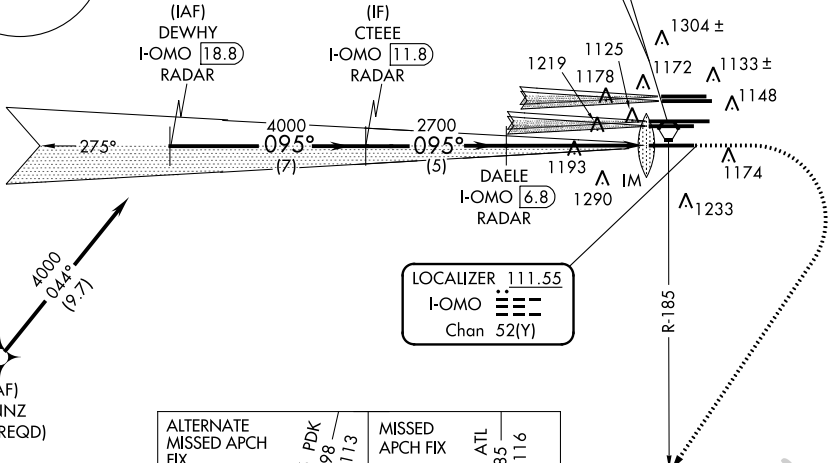 (IAF)
DEWHY
I-OMO 18.8
RADAR
(IF)
CTEEE
I-OMO 11.8
RADAR
1304 ±
1219
1125
1178
1172
1133 ±
1148
4000
095°
(7)
2700
095°
(5)
275°
1193
1290
IM
1174
1233
DAELE
I-OMO 6.8
RADAR
4000
044°
(9.7)
LOCALIZER 111.55
I-OMO
Chan 52(Y)
R-185
AF)
NZ
REQD)
ALTERNATE
MISSED APCH
FIX
PDK
98
113
MISSED
APCH FIX
ATL
116